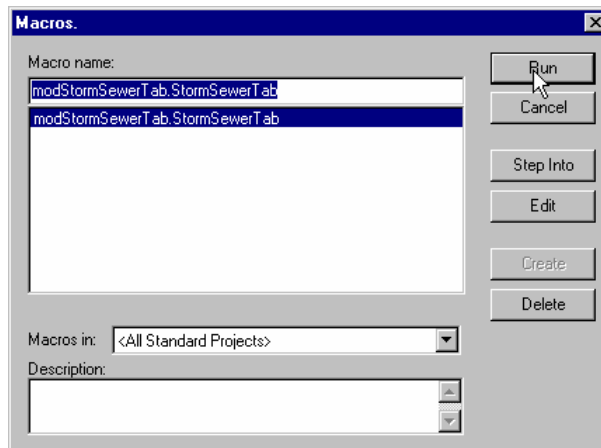 Macros.
Macro name:
modStormSewerTab.StormSewerTab
modStormSewerTab.StormSewerTab
Run
Cancel
Step Into
Edit
Create
Delete
Macros in:
<All Standard Projects>
Description: